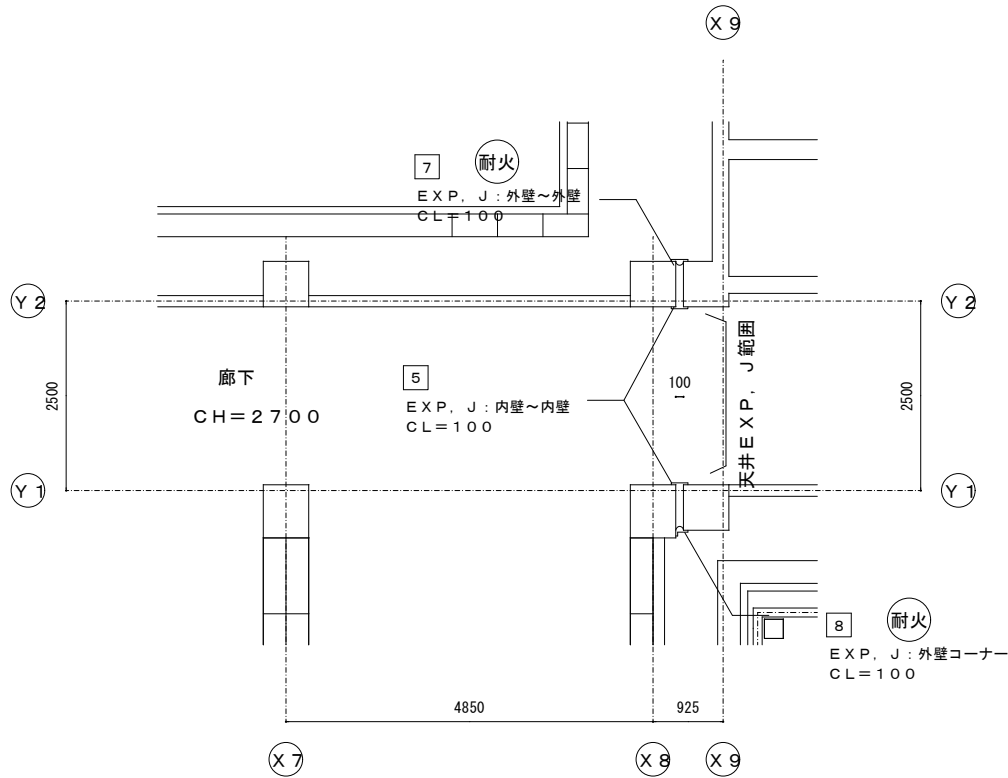 X9
7
耐火
EXP, J:外壁~外壁
CL=100
Y2
Y2
2500
廊下
CH=2700
5
EXP, J:内壁~内壁
CL=100
100
天井EXP, J範囲
2500
Y1
Y1
8
耐火
EXP, J:外壁コーナー
CL=100
4850
925
X7
X8
X9